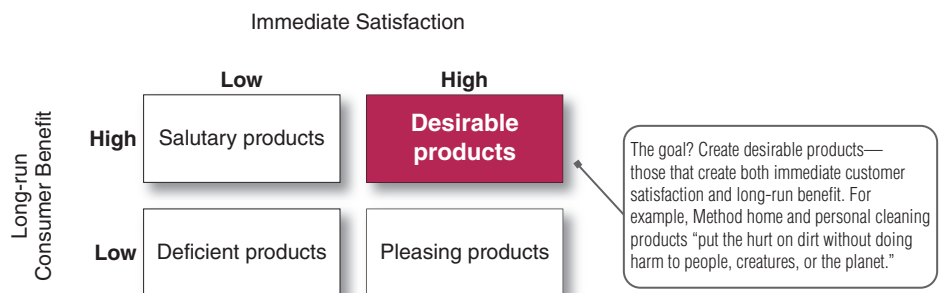 Immediate Satisfaction
Low
High
Long-run
Consumer Benefit
High
Salutary products
Desirable
products
Low
Deficient products
Pleasing products
The goal? Create desirable products—
those that create both immediate customer
satisfaction and long-run benefit. For
example, Method home and personal cleaning
products “put the hurt on dirt without doing
harm to people, creatures, or the planet.”